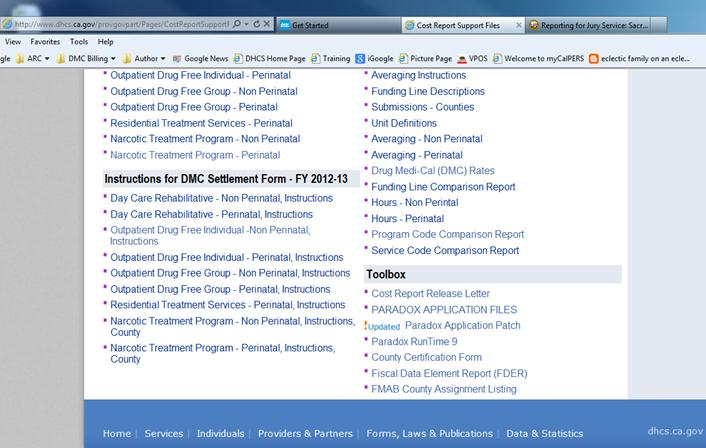 http://www.dhcs.ca.gov/provgovpart/Pages/CostReportSupportF
Get Started
Cost Report Support Files
Reporting for Jury Service: Sacr...
View Favorites Tools Help
gle ARC DMC Billing Author Google News DHCS Home Page Training iGoogle Picture Page VPOS Welcome to myCalPERS eclectic family on an ecle...
Outpatient Drug Free Individual - Perinatal
Outpatient Drug Free Group - Non Perinatal
Outpatient Drug Free Group - Perinatal
Residential Treatment Services - Perinatal
Narcotic Treatment Program - Non Perinatal
Narcotic Treatment Program - Perinatal
Instructions for DMC Settlement Form - FY 2012-13
Day Care Rehabilitative - Non Perinatal, Instructions
Day Care Rehabilitative - Perinatal, Instructions
Outpatient Drug Free Individual -Non Perinatal,
Instructions
Outpatient Drug Free Individual - Perinatal, Instructions
Outpatient Drug Free Group - Non Perinatal, Instructions
Outpatient Drug Free Group - Perinatal, Instructions
Residential Treatment Services - Perinatal, Instructions
Narcotic Treatment Program - Non Perinatal, Instructions,
County
Narcotic Treatment Program - Perinatal, Instructions,
County
Averaging Instructions
Funding Line Descriptions
Submissions - Counties
Unit Definitions
Averaging - Non Perinatal
Averaging - Perinatal
Drug Medi-Cal (DMC) Rates
Funding Line Comparison Report
Hours - Non Perintal
Hours - Perinatal
Program Code Comparison Report
Service Code Comparison Report
Toolbox
Cost Report Release Letter
PARADOX APPLICATION FILES
! Updated Paradox Application Patch
Paradox RunTime 9
County Certification Form
Fiscal Data Element Report (FDER)
FMAB County Assignment Listing
Home | Services | Individuals | Providers & Partners | Forms, Laws & Publications | Data & Statistics
dhcs.ca.gov